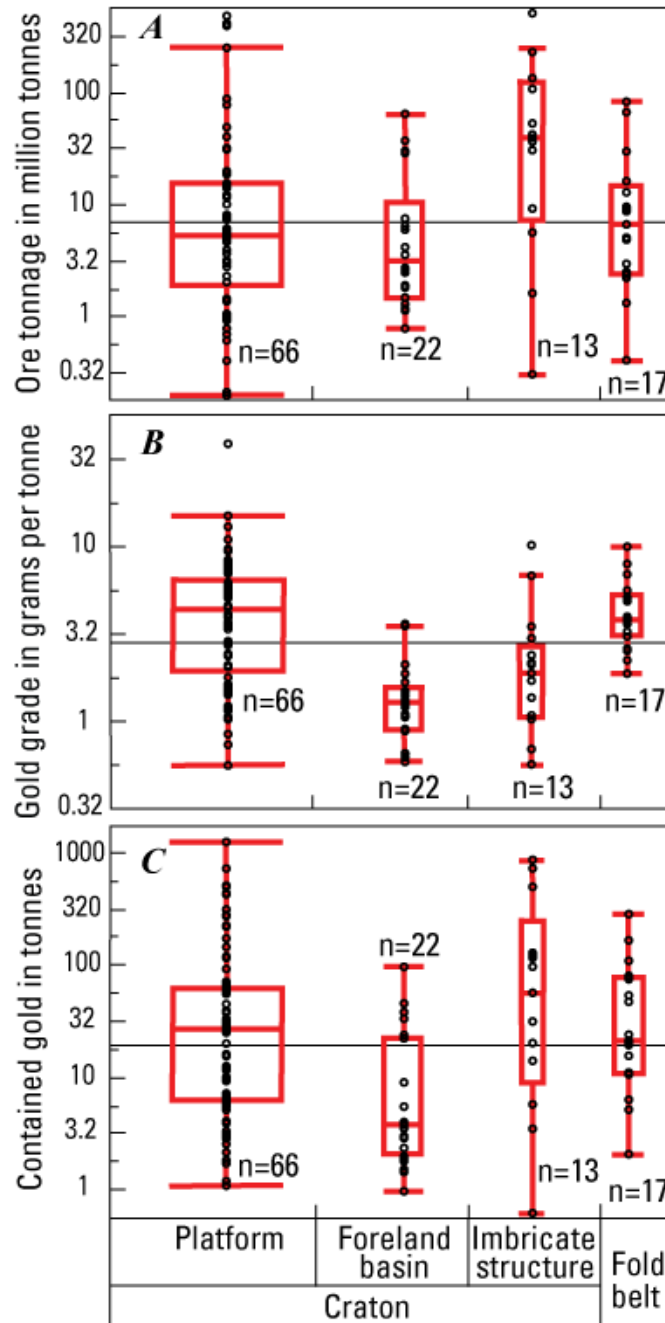 A
Ore tonnage in million tonnes
320
100
32
10
3.2
1
0.32
n=66
n=22
n=13
n=17
B
Gold grade in grams per tonne
32
10
3.2
1
0.32
n=66
n=22
n=13
n=17
C
Contained gold in tonnes
1000
320
100
32
10
3.2
1
n=66
n=22
n=13
n=17
Platform
Foreland
basin
Imbricate
structure
Fold
belt
Craton